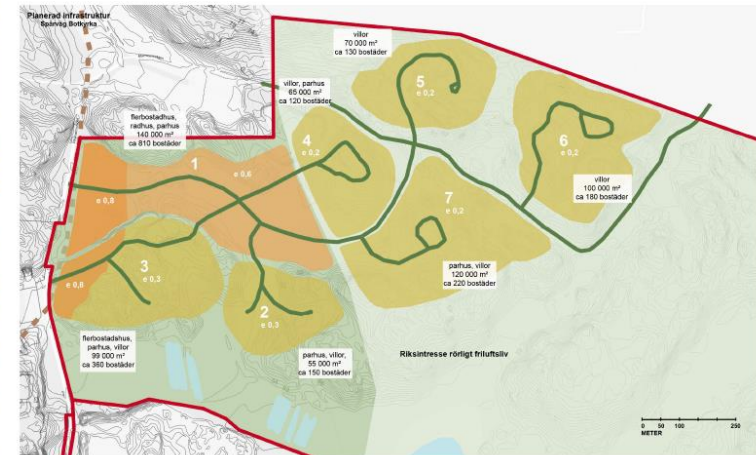 Planerad infrastruktur
Spårväg Botkyrka
villor
70 000 m²
ca 130 bostäder
villor, parhus
65 000 m²
ca 120 bostäder
flerbostadhus,
radhus, parhus
140 000 m²
ca 810 bostäder
5
e 0,2
6
e 0,2
4
e 0,2
1
e 0,6
e 0,8
villor
100 000 m²
ca 180 bostäder
7
e 0,2
3
e 0,3
e 0,8
2
e 0,3
parhus, villor
120 000 m²
ca 220 bostäder
flerbostadshus,
parhus, villor
99 000 m²
ca 360 bostäder
parhus, villor,
55 000 m²
ca 150 bostäder
Riksintresse rörligt friluftsliv
0 50 100 250
METER